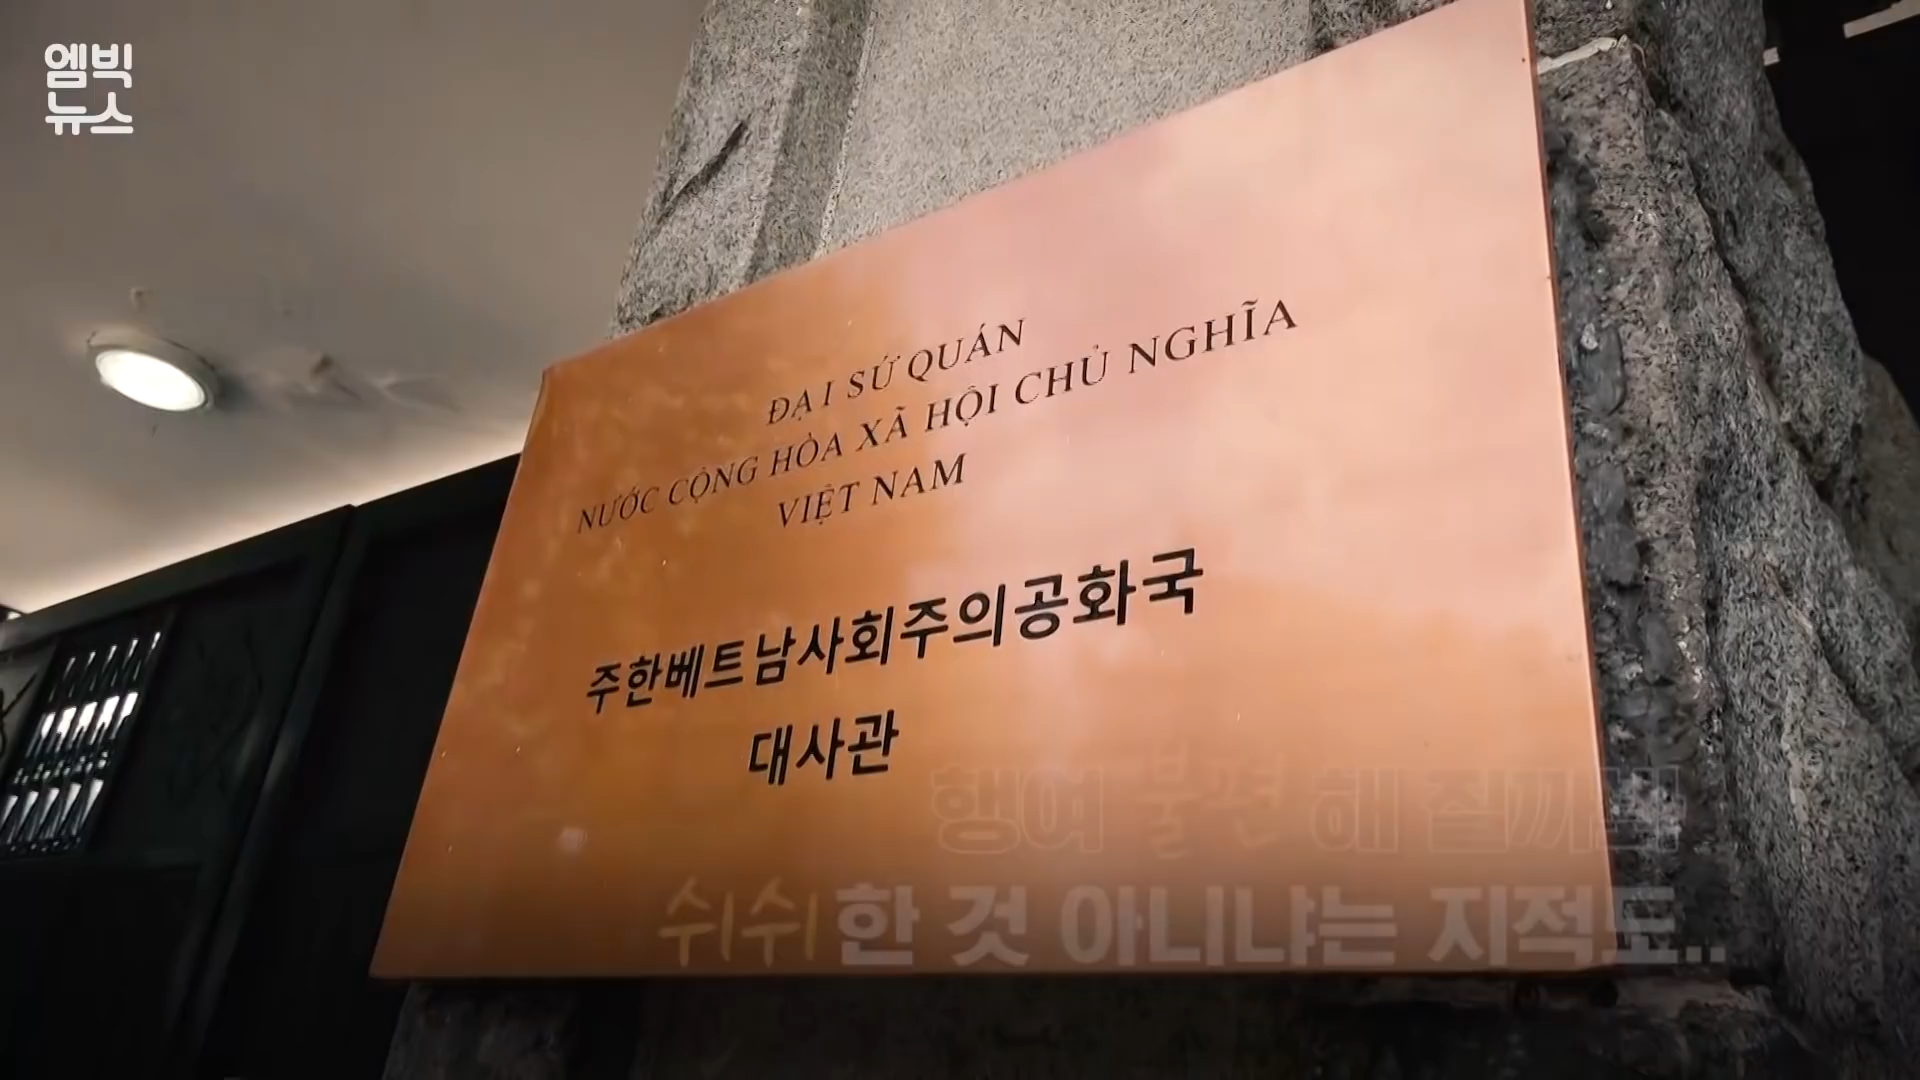 엠빅
뉴스
ĐẠI SỨ QUÁN
NƯỚC CỘNG HÒA XÃ HỘI CHỦ NGHĨA
VIỆT NAM
주한베트남사회주의공화국
대사관
행여 불편해 질까봐
쉬쉬한 것 아니냐는 지적도..